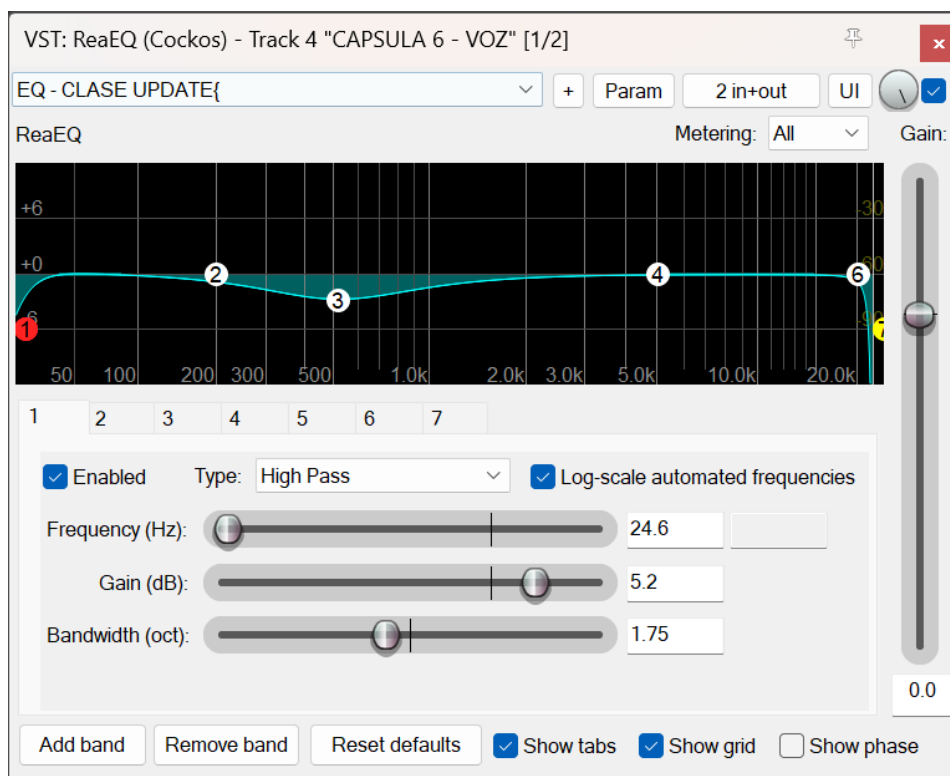 VST: ReaEQ (Cockos) - Track 4 "CAPSULA 6 - VOZ" [1/2]
x
EQ - CLASE UPDATE{
+
Param
2 in+out
UI
ReaEQ
Metering:
All
Gain:
+6
-30
+0
2
3
4
6
-60
1
-6
-90
7
50
100
200
300
500
1.0k
2.0k
3.0k
5.0k
10.0k
20.0k
1
2
3
4
5
6
7
Enabled
Type:
High Pass
Log-scale automated frequencies
Frequency (Hz):
24.6
Gain (dB):
5.2
Bandwidth (oct):
1.75
0.0
Add band
Remove band
Reset defaults
Show tabs
Show grid
Show phase